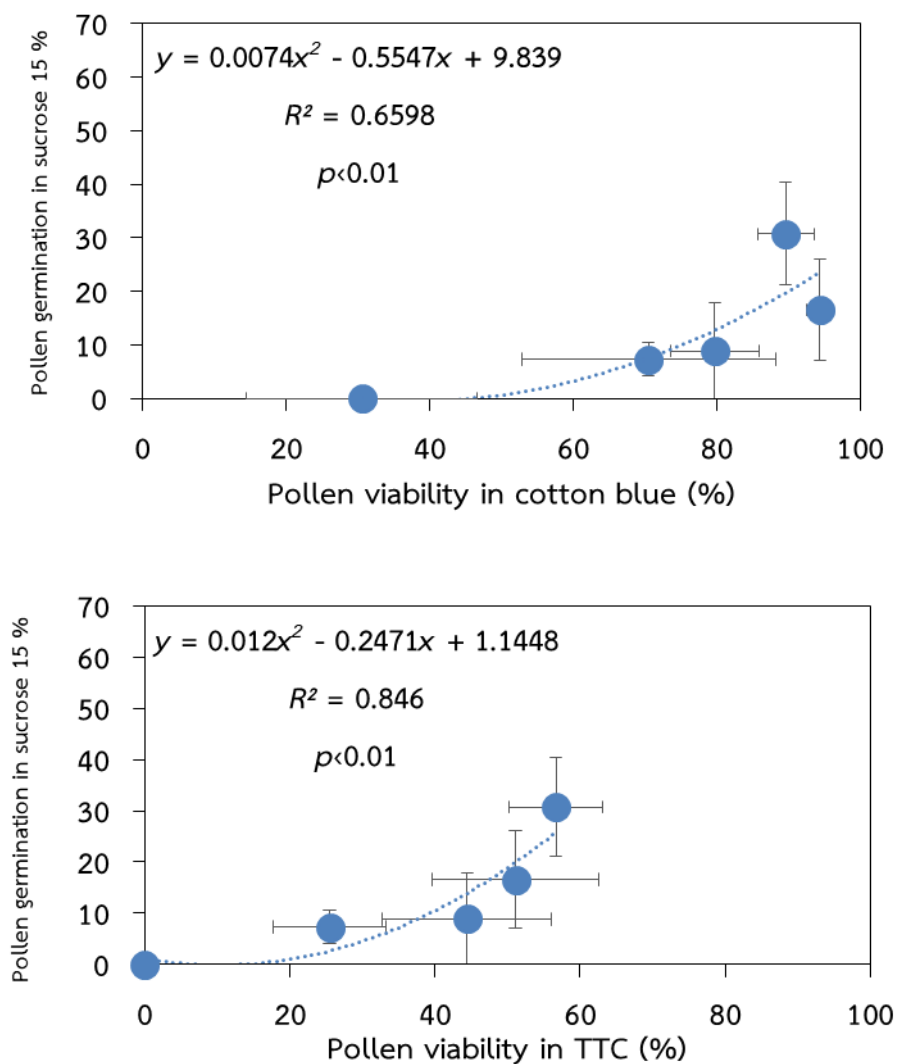 y = 0.0074x² - 0.5547x + 9.839
R² = 0.6598
p<0.01
Pollen germination in sucrose 15 %
70
60
50
40
30
20
10
0
0 20 40 60 80 100
Pollen viability in cotton blue (%)
y = 0.012x² - 0.2471x + 1.1448
R² = 0.846
p<0.01
Pollen germination in sucrose 15 %
70
60
50
40
30
20
10
0
0 20 40 60 80 100
Pollen viability in TTC (%)